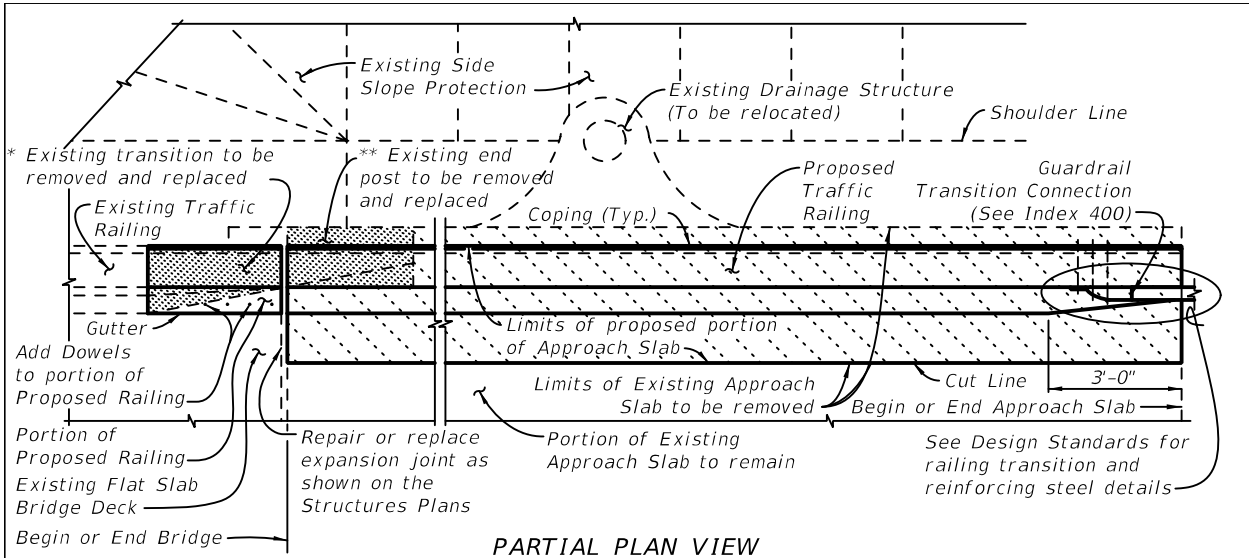 Existing Side
Slope Protection
Existing Drainage Structure
(To be relocated)
Shoulder Line
* Existing transition to be
removed and replaced
** Existing end
post to be removed
and replaced
Proposed
Traffic
Railing
Guardrail
Transition Connection
(See Index 400)
Existing Traffic
Railing
Coping (Typ.)
Gutter
Limits of proposed portion
of Approach Slab
Add Dowels
to portion of
Proposed Railing
Limits of Existing Approach
Slab to be removed
Cut Line
3'-0"
Begin or End Approach Slab
Portion of
Proposed Railing
Repair or replace
expansion joint as
shown on the
Structures Plans
Portion of Existing
Approach Slab to remain
See Design Standards for
railing transition and
reinforcing steel details
Existing Flat Slab
Bridge Deck
Begin or End Bridge
PARTIAL PLAN VIEW